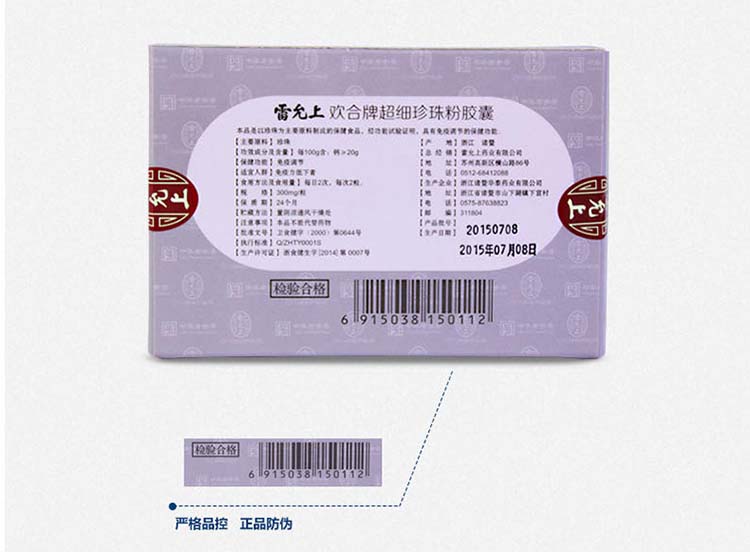 雷允上 欢合牌超细珍珠粉胶囊
本品是以珍珠为主要原料制成的保健食品，经功能试验证明，具有免疫调节的保健功能。
【主要原料】珍珠
【功效成分及含量】每100g含：钙≥20g
【保健功能】免疫调节
【适宜人群】免疫力低下者
【食用方法及食用量】每日2次，每次2粒。
【规 格】300mg/粒
【保 质 期】24个月
【贮藏方法】置阴凉通风干燥处
【注意事项】本品不能代替药物
【批准文号】卫食健字（2000）第0644号
【执行标准】Q/ZHTY0001S
【生产许可证】浙食健生字[2014]第 0007号
【产 地】浙江 诸暨
【总 经 销】雷允上药业有限公司
【地 址】苏州高新区横山路86号
【电 话】0512-68412088
【生产企业】浙江诸暨华泰药业有限公司
【地 址】浙江省诸暨市山下湖镇下宣村
【电 话】0575-87638823
【邮 编】311804
【产品批号】
【生产日期】
20150708
2015年07月08日
允上
上
检验合格
6 915038 150112
检验合格
6 915038 150112
严格品控 正品防伪